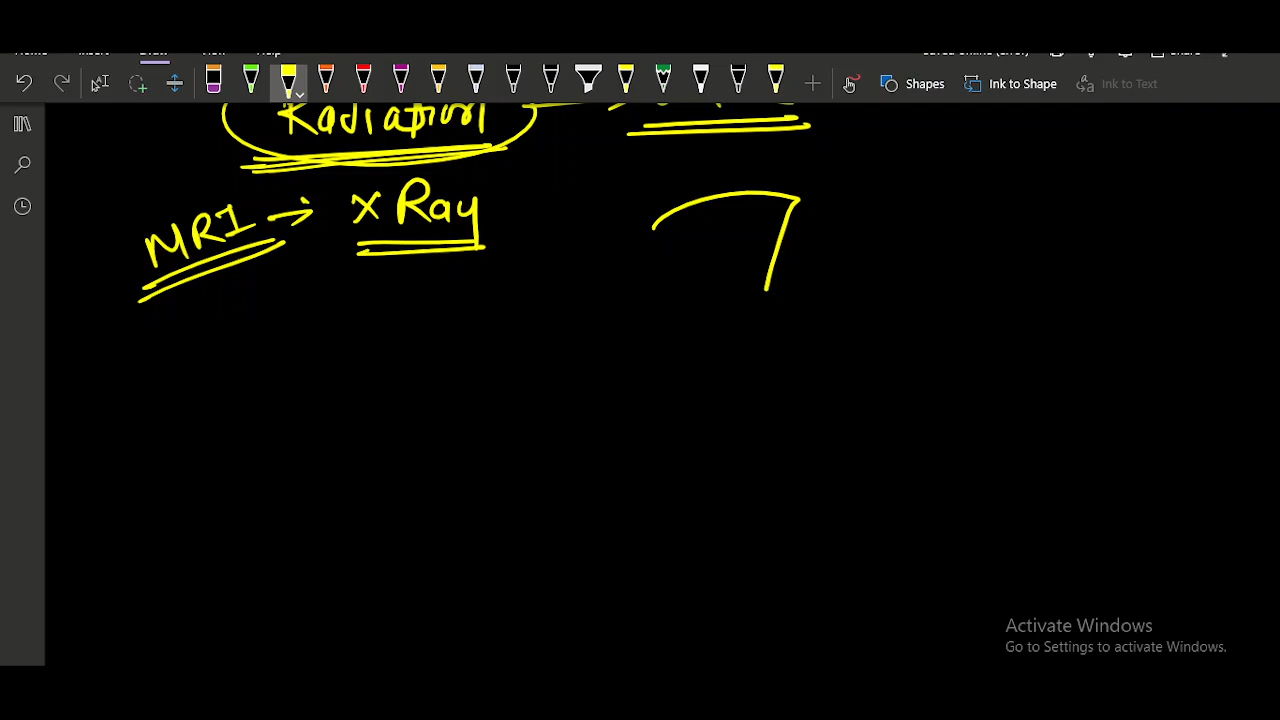 Shapes
Ink to Shape
Ink to Text
Radiation
MRI → X Ray
Activate Windows
Go to Settings to activate Windows.